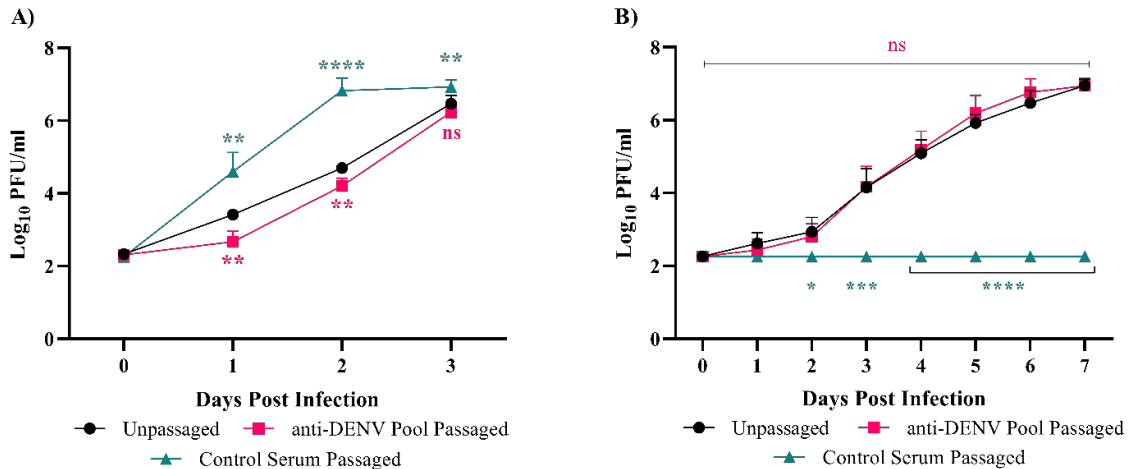 A)
Log10 PFU/ml
8
6
4
2
0
**
****
**
**
**
ns
0 1 2 3
Days Post Infection
Unpassaged anti-DENV Pool Passaged
Control Serum Passaged
B)
Log10 PFU/ml
8
6
4
2
0
ns
* *** ****
0 1 2 3 4 5 6 7
Days Post Infection
Unpassaged anti-DENV Pool Passaged
Control Serum Passaged